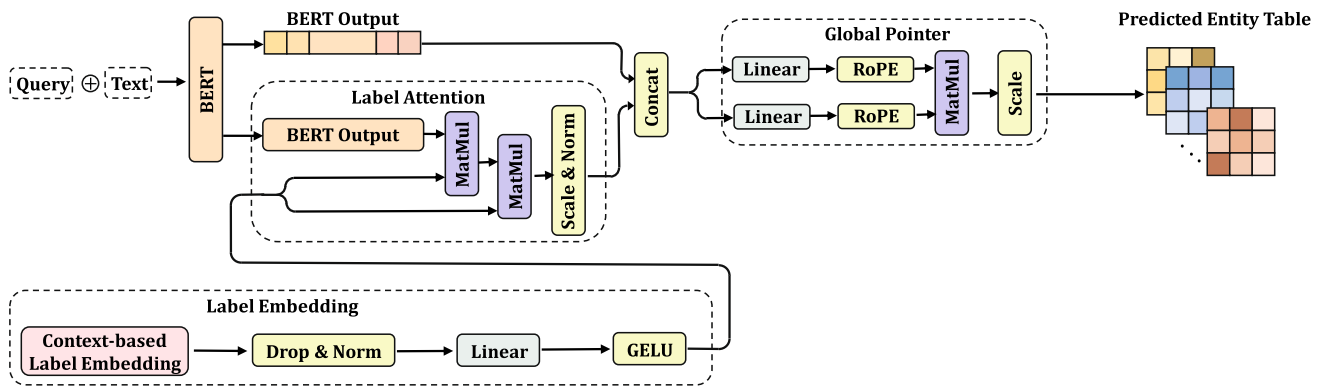 BERT Output
Global Pointer
Predicted Entity Table
Query ⊕ Text
BERT
Label Attention
BERT Output
MatMul
MatMul
Scale & Norm
Concat
Linear
RoPE
Linear
RoPE
MatMul
Scale
Label Embedding
Context-based
Label Embedding
Drop & Norm
Linear
GELU